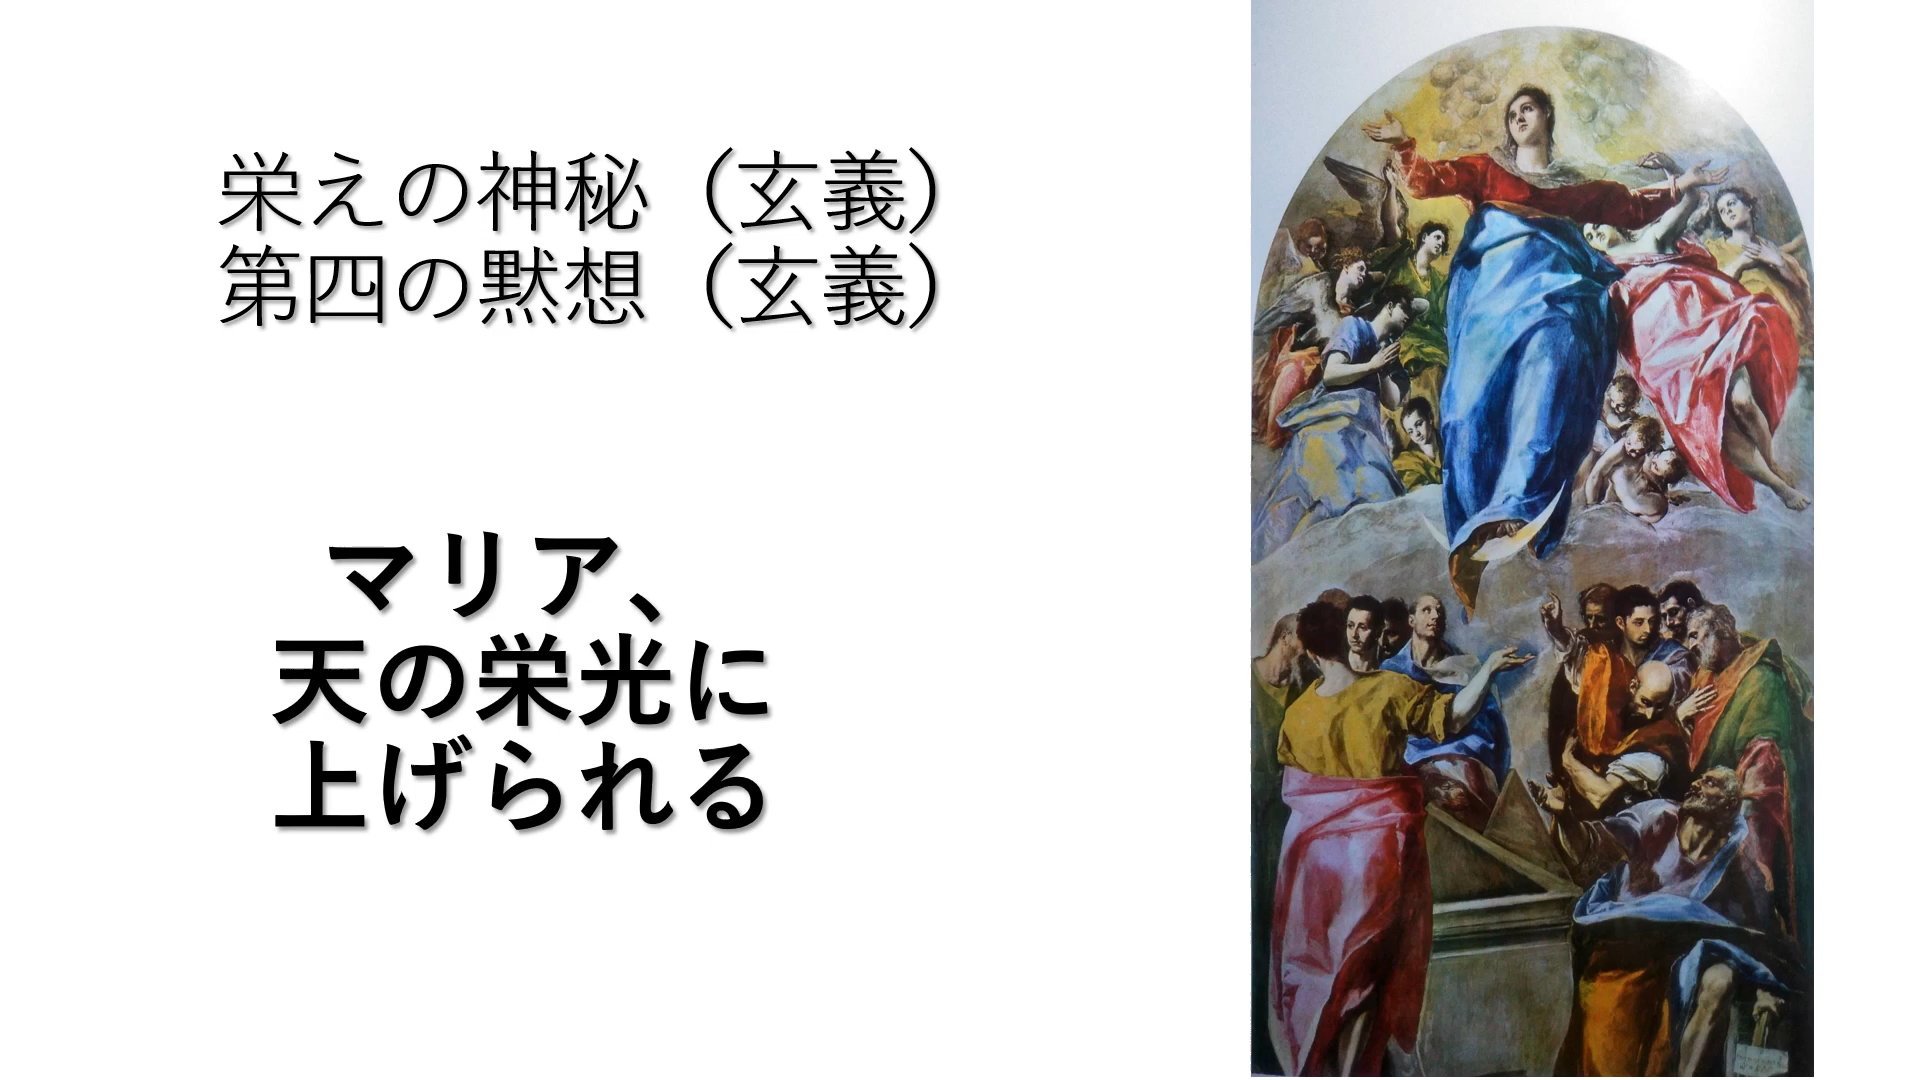 栄えの神秘（玄義）
第四の黙想（玄義）
マリア、
天の栄光に
上げられる